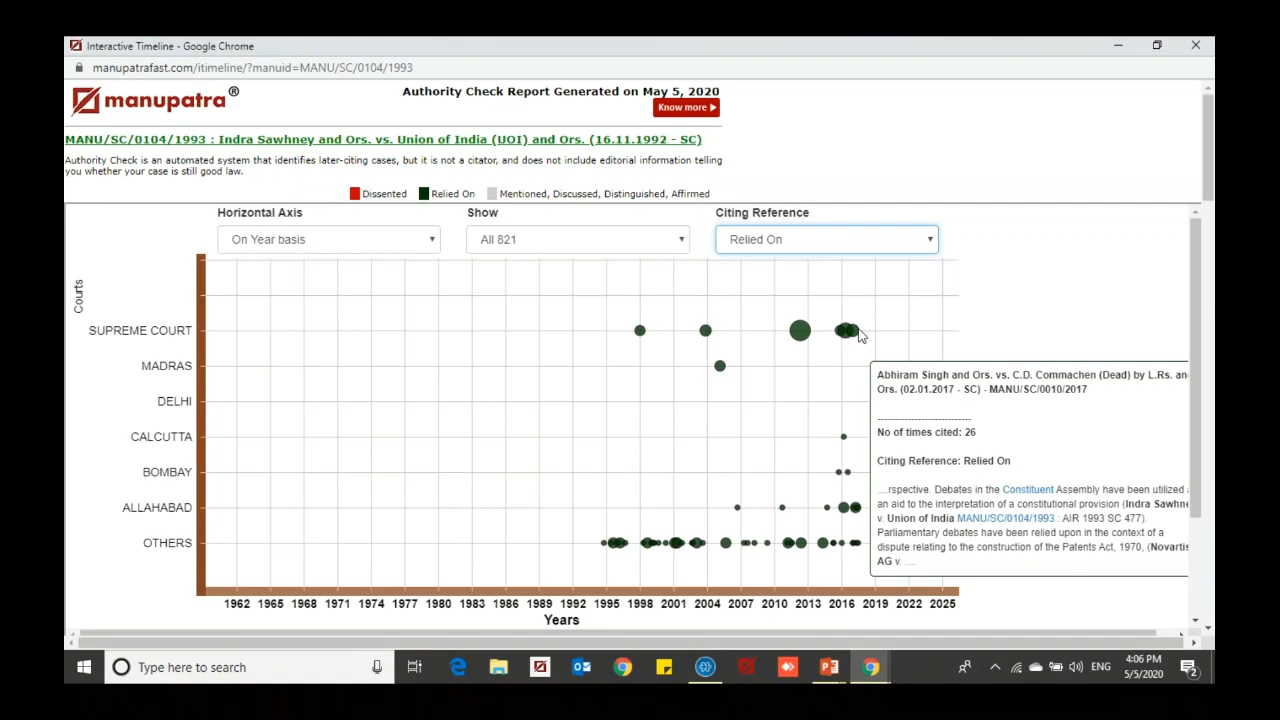 Interactive Timeline - Google Chrome
manupatrafast.com/itimeline/?manuid=MANU/SC/0104/1993
manupatra®
Authority Check Report Generated on May 5, 2020
Know more
MANU/SC/0104/1993 : Indra Sawhney and Ors. vs. Union of India (UOI) and Ors. (16.11.1992 - SC)
Authority Check is an automated system that identifies later-citing cases, but it is not a citator, and does not include editorial information telling
you whether your case is still good law.
Dissented Relied On Mentioned, Discussed, Distinguished, Affirmed
Horizontal Axis Show Citing Reference
On Year basis All 821 Relied On
Courts
SUPREME COURT
MADRAS
DELHI
CALCUTTA
BOMBAY
ALLAHABAD
OTHERS
Abhiram Singh and Ors. vs. C.D. Commachen (Dead) by L.Rs. an
Ors. (02.01.2017 - SC) - MANU/SC/0010/2017
----------------------------
No of times cited: 26
Citing Reference: Relied On
....rspective. Debates in the Constituent Assembly have been utilized
an aid to the interpretation of a constitutional provision (Indra Sawhne
v. Union of India MANU/SC/0104/1993 : AIR 1993 SC 477).
Parliamentary debates have been relied upon in the context of a
dispute relating to the construction of the Patents Act, 1970, (Novartis
AG v. ....
1962 1965 1968 1971 1974 1977 1980 1983 1986 1989 1992 1995 1998 2001 2004 2007 2010 2013 2016 2019 2022 2025
Years
Type here to search
ENG
4:06 PM
5/5/2020
2